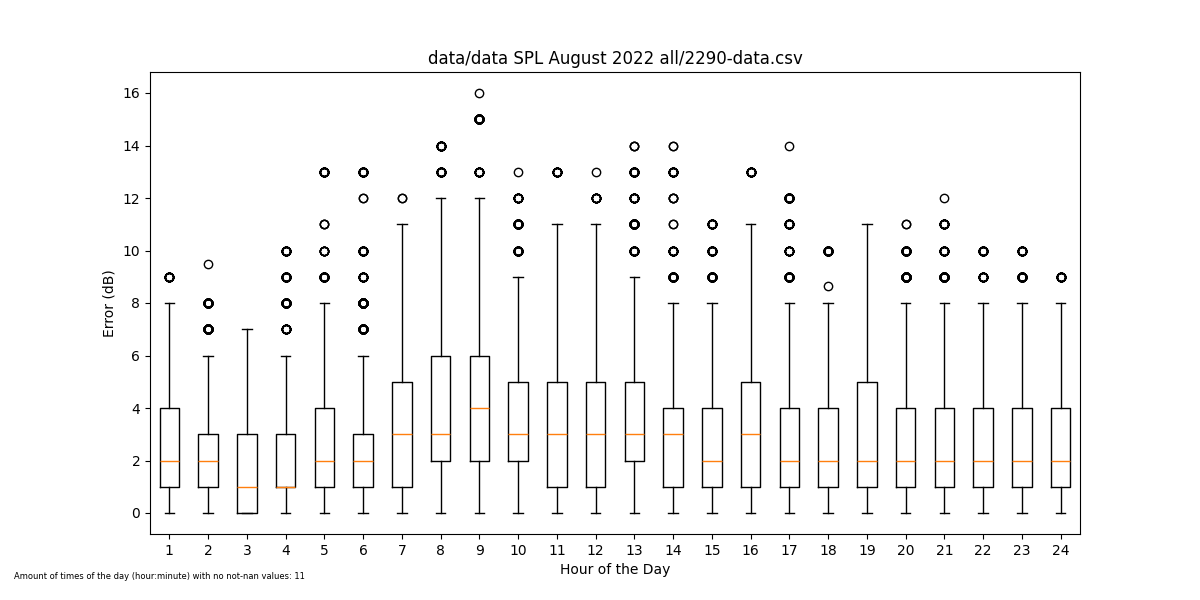 data/data SPL August 2022 all/2290-data.csv
16
14
12
10
8
6
4
2
0
Error (dB)
1 2 3 4 5 6 7 8 9 10 11 12 13 14 15 16 17 18 19 20 21 22 23 24
Hour of the Day
Amount of times of the day (hour:minute) with no not-nan values: 11